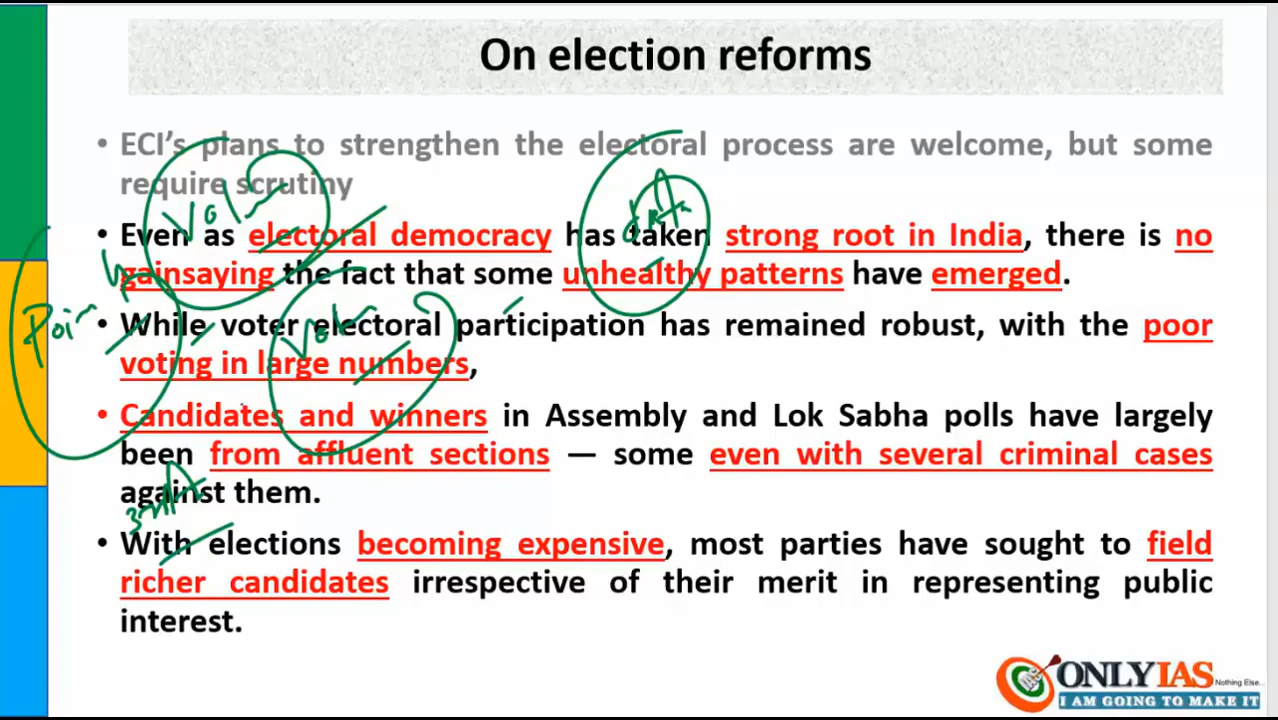 On election reforms
• ECI's plans to strengthen the electoral process are welcome, but some
require scrutiny
• Even as electoral democracy has taken strong root in India, there is no
gainsaying the fact that some unhealthy patterns have emerged.
• While voter electoral participation has remained robust, with the poor
voting in large numbers,
• Candidates and winners in Assembly and Lok Sabha polls have largely
been from affluent sections — some even with several criminal cases
against them.
• With elections becoming expensive, most parties have sought to field
richer candidates irrespective of their merit in representing public
interest.
ONLY IAS
Nothing Else...
I AM GOING TO MAKE IT